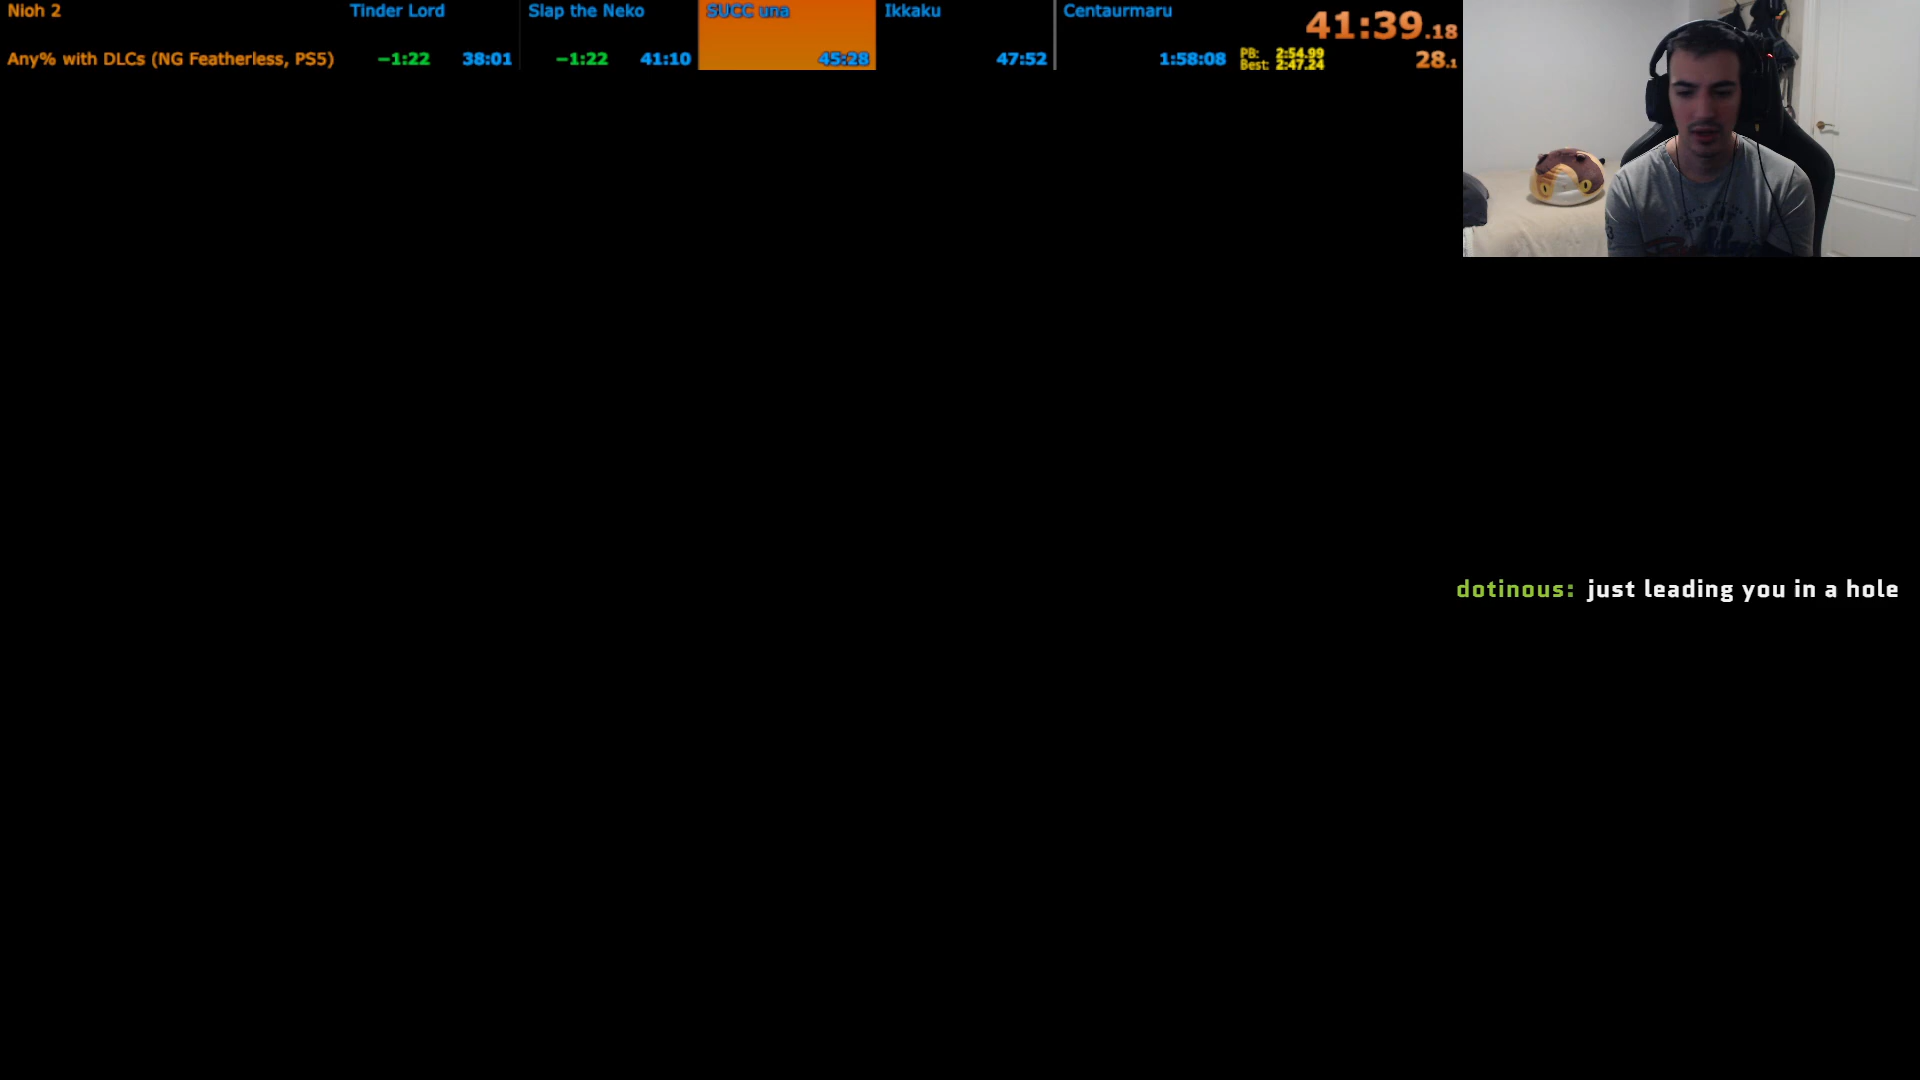 Nioh 2
Any% with DLCs (NG Featherless, PS5)
Tinder Lord
−1:22 38:01
Slap the Neko
−1:22 41:10
SUCC una
45:28
Ikkaku
47:52
Centaurmaru
1:58:08
PB: 2:54.99
Best: 2:47.24
41:39.18
28.1
SPORT
dotinous: just leading you in a hole